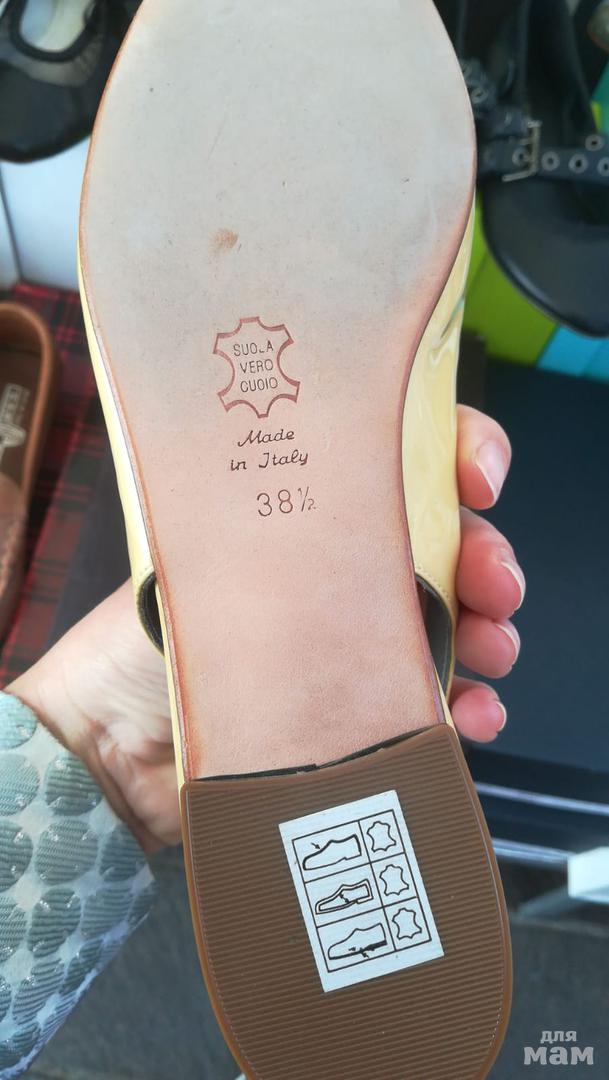 SUOLA
VERO
CUOIO
Made
in Italy
38½
для
мам